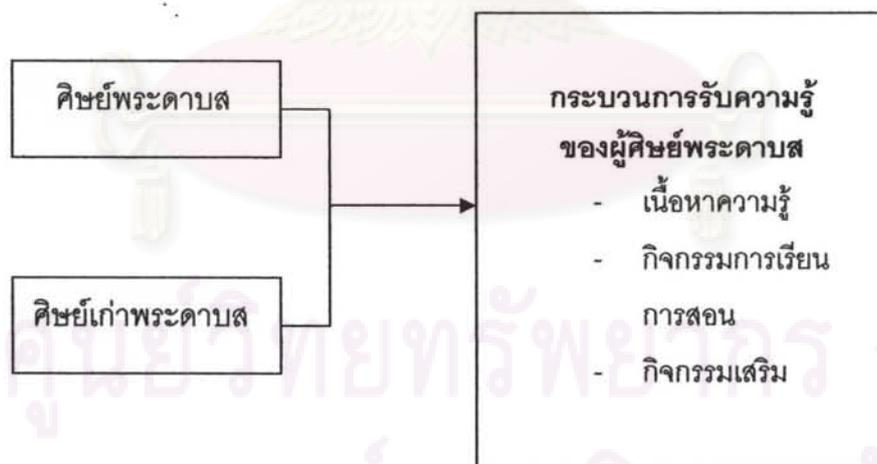 ศิษย์พระดาบส
ศิษย์เก่าพระดาบส
กระบวนการรับความรู้
ของผู้ศิษย์พระดาบส
- เนื้อหาความรู้
- กิจกรรมการเรียน
การสอน
- กิจกรรมเสริม
ศูนย์วิทยทรัพยากร